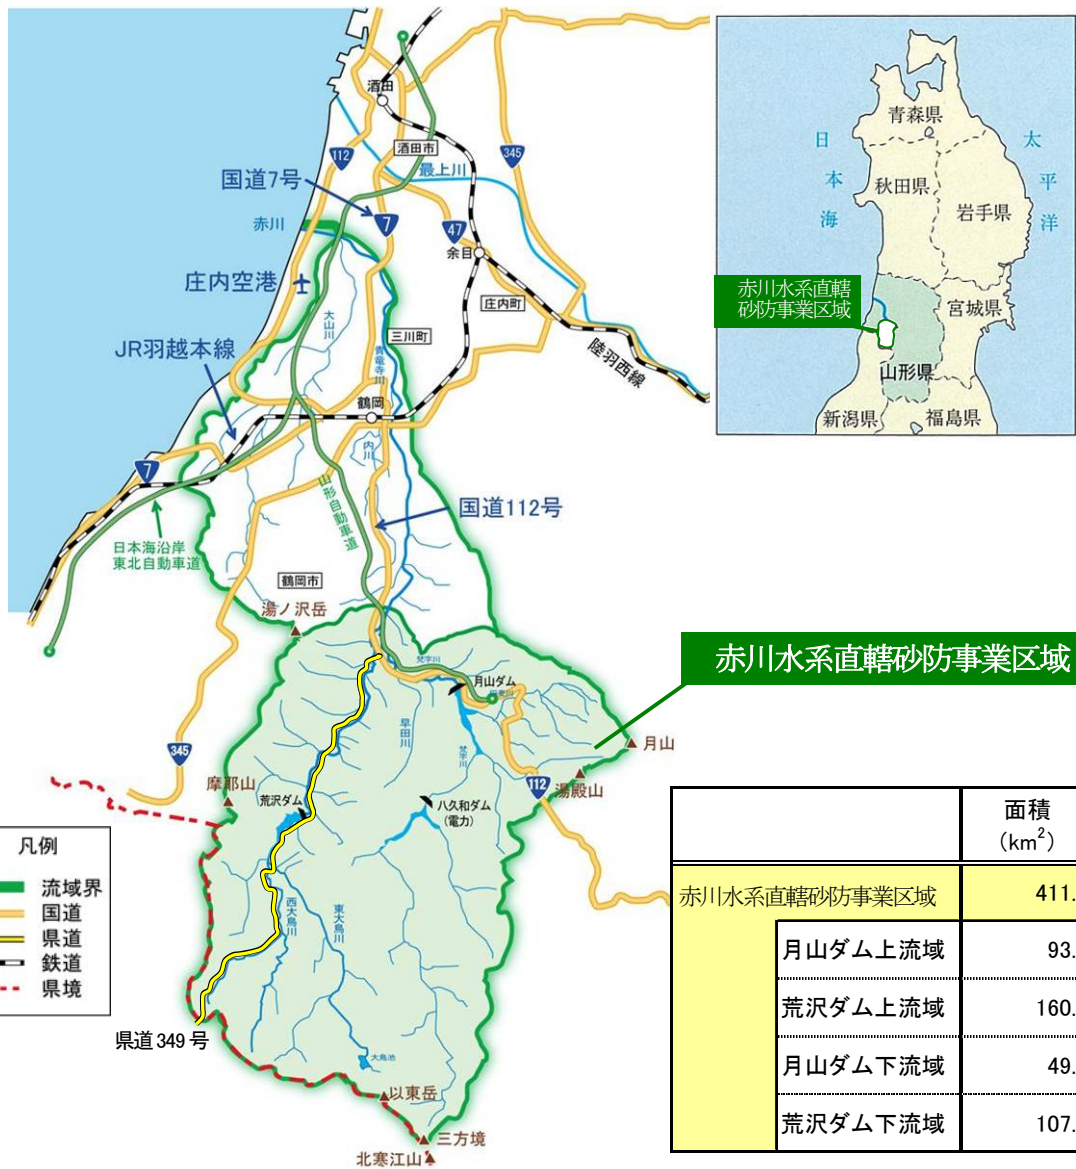 酒田
112
酒田市
345
最上川
国道7号
7
赤川
47
余目
庄内空港
庄内町
大山川
三川町
JR羽越本線
青竜寺川
陸羽西線
鶴岡
内川
7
山形自動車道
国道112号
日本海沿岸
東北自動車道
鶴岡市
湯ノ沢岳
梵字川
月山ダム
早田川
梵字川
月山
345
湯殿山
摩耶山
112
荒沢ダム
八久和ダム
(電力)
西大鳥川
東大鳥川
県道349号
大鳥池
以東岳
三方境
北寒江山
凡例
流域界
国道
県道
鉄道
県境
青森県
日本海
太平洋
秋田県
岩手県
赤川水系直轄
砂防事業区域
宮城県
山形県
新潟県
福島県
赤川水系直轄砂防事業区域
面積
(km²)
赤川水系直轄砂防事業区域 411.
月山ダム上流域 93.
荒沢ダム上流域 160.
月山ダム下流域 49.
荒沢ダム下流域 107.